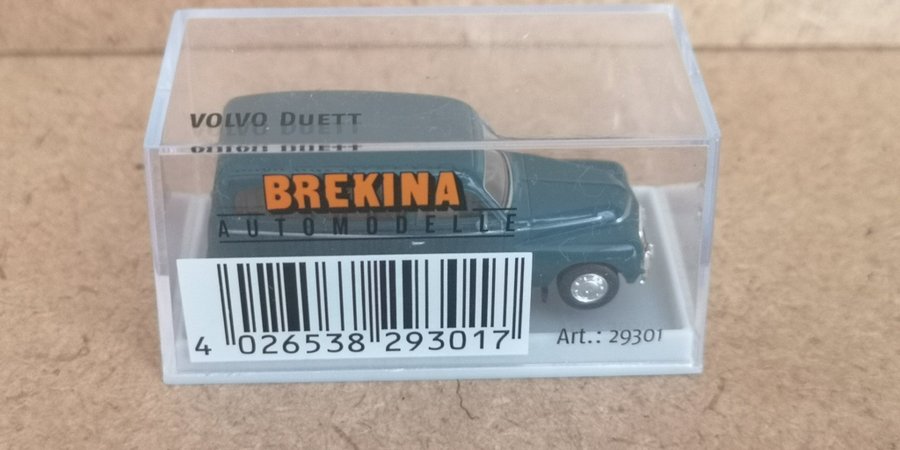 VOLVO DUETT
BREKINA
AUTOMODELLE
4 026538 293017
Art.: 29301